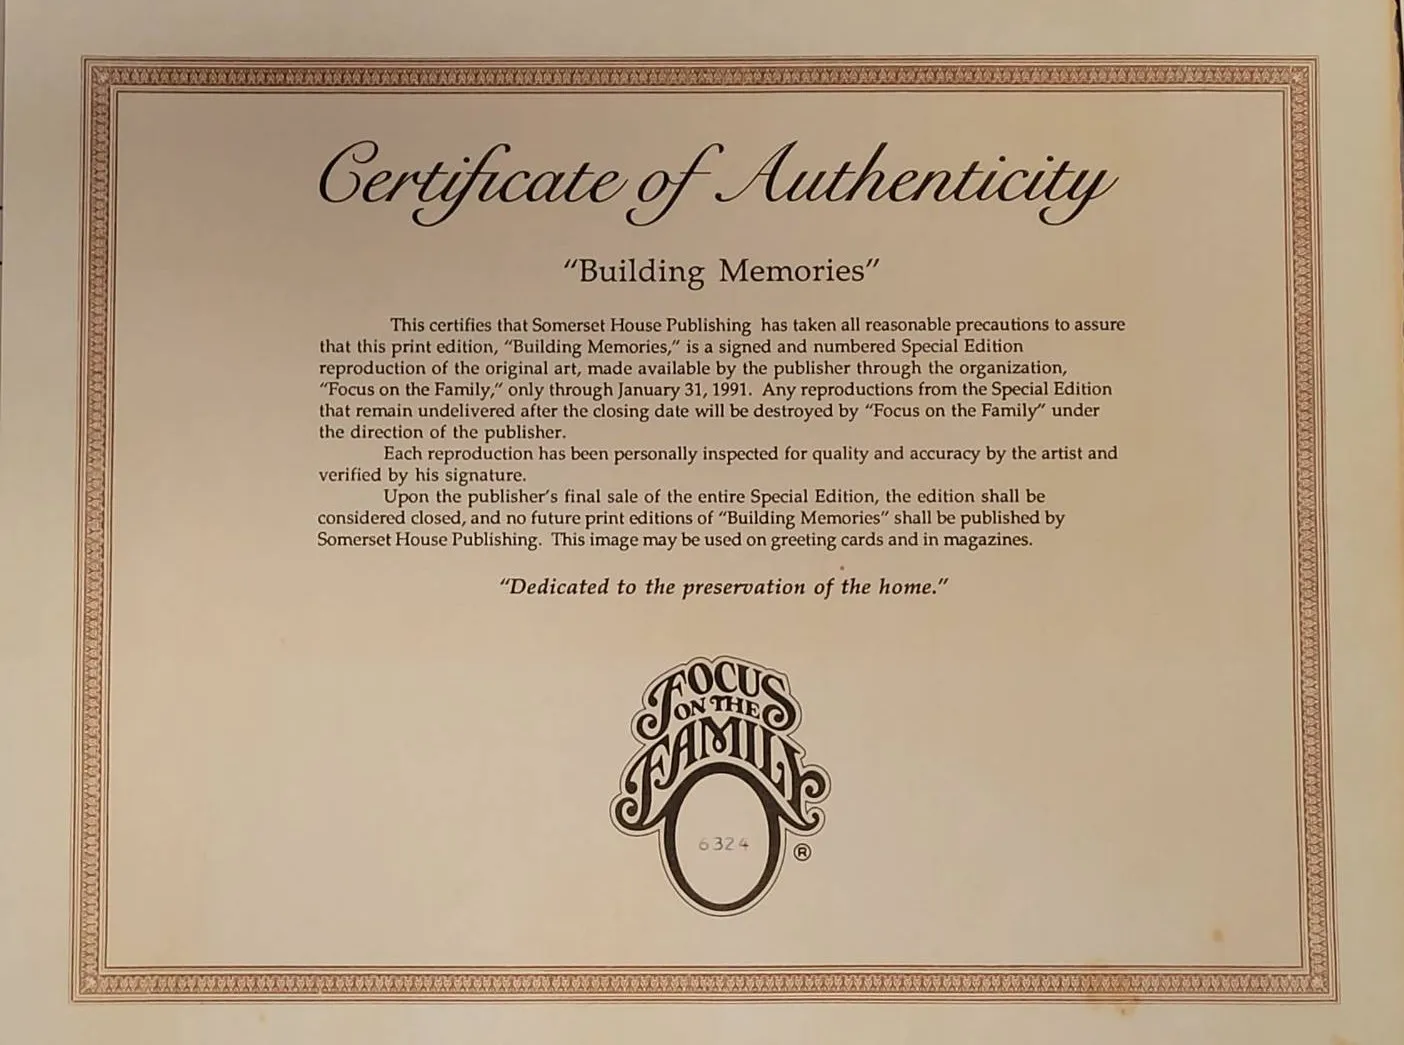 Certificate of Authenticity
“Building Memories”
This certifies that Somerset House Publishing has taken all reasonable precautions to assure
that this print edition, “Building Memories,” is a signed and numbered Special Edition
reproduction of the original art, made available by the publisher through the organization,
“Focus on the Family,” only through January 31, 1991. Any reproductions from the Special Edition
that remain undelivered after the closing date will be destroyed by “Focus on the Family” under
the direction of the publisher.
Each reproduction has been personally inspected for quality and accuracy by the artist and
verified by his signature.
Upon the publisher’s final sale of the entire Special Edition, the edition shall be
considered closed, and no future print editions of “Building Memories” shall be published by
Somerset House Publishing. This image may be used on greeting cards and in magazines.
“Dedicated to the preservation of the home.”
FOCUS
ON THE
FAMILY
6324
®